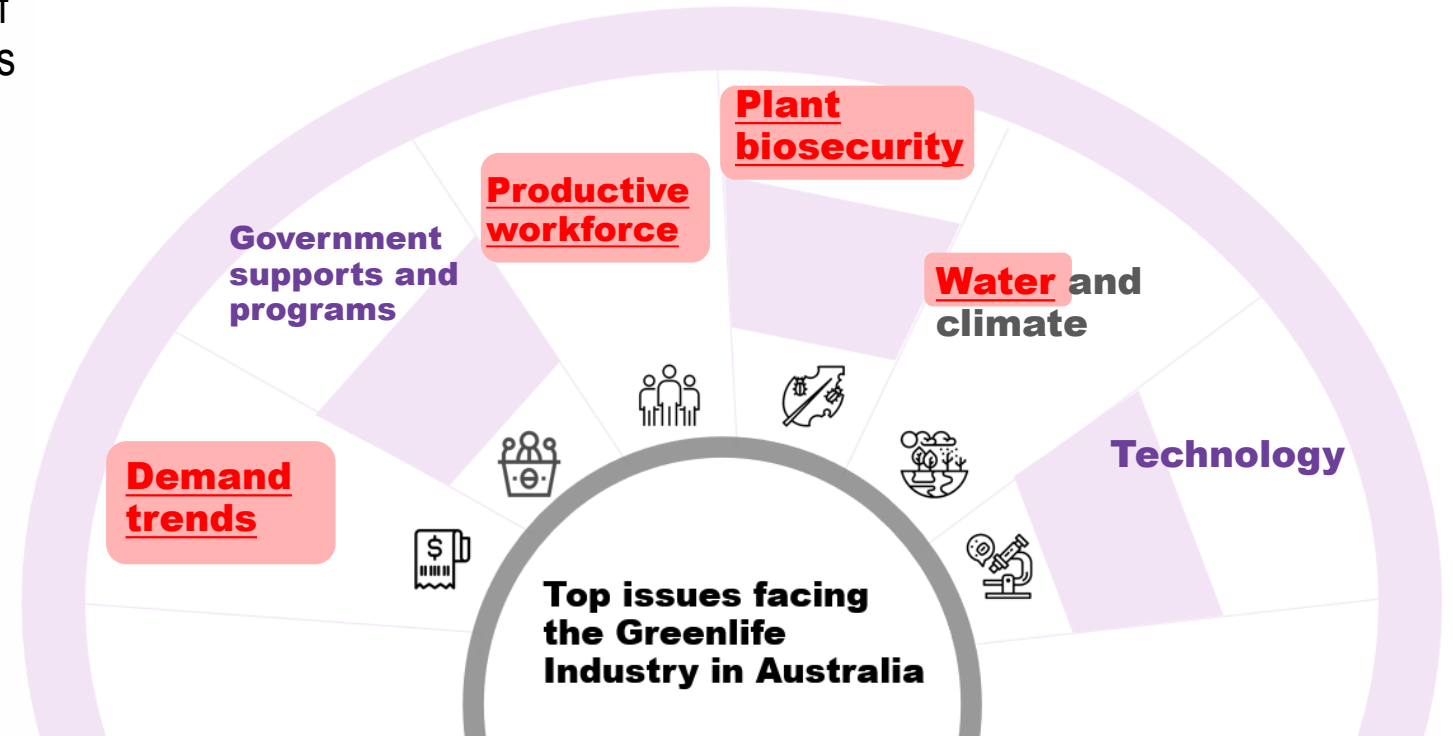 Plant
biosecurity
Productive
workforce
Government
supports and
programs
Water and
climate
Technology
Demand
trends
$
Top issues facing
the Greenlife
Industry in Australia